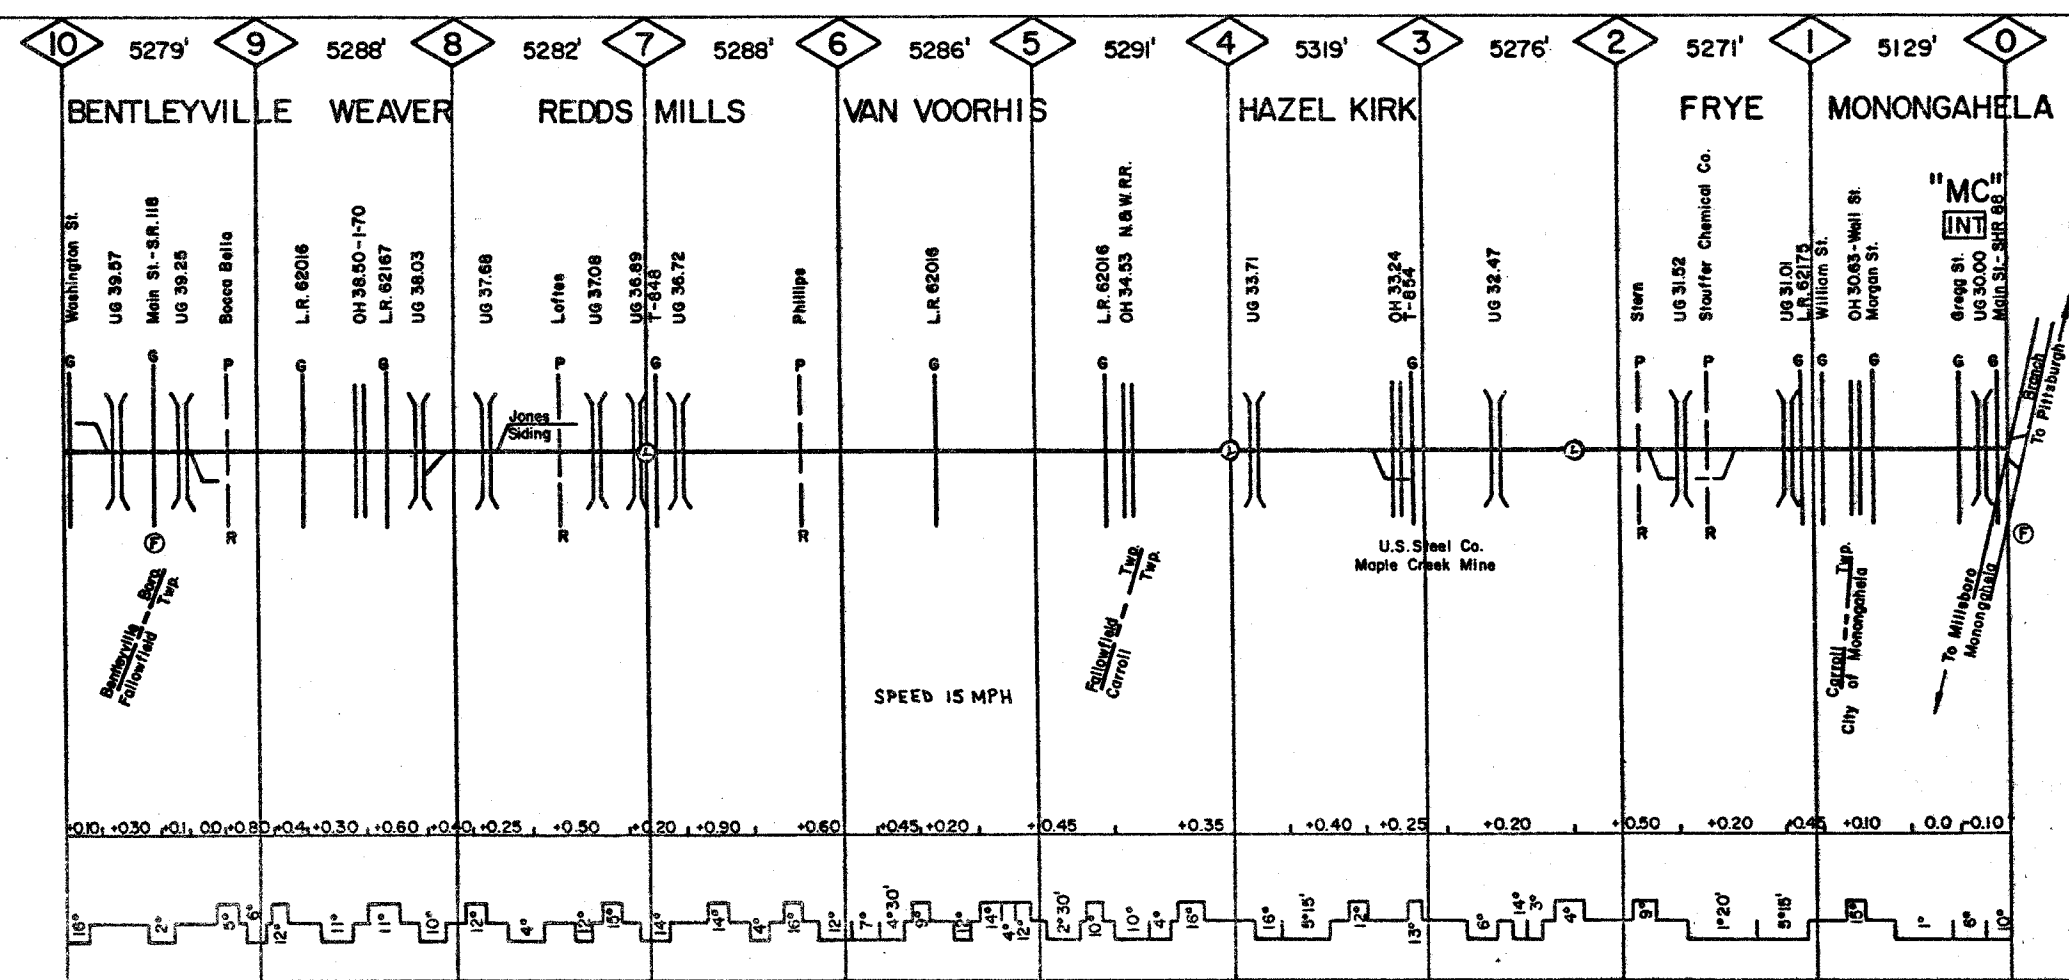 10 5279' 9 5288' 8 5282' 7 5288' 6 5286' 5 5291' 4 5319' 3 5276' 2 5271' 1 5129' 0
BENTLEYVILLE WEAVER REDDS MILLS VAN VOORHIS HAZEL KIRK FRYE MONONGAHELA
"MC"
INT
Washington St.
UG 39.57
Main St.-S.R. 118
UG 39.25
Bocca Bella
L.R. 62016
OH 38.50-I-70
L.R. 62167
UG 38.03
UG 37.68
Loftes
UG 37.08
UG 36.89
T-848
UG 36.72
Phillips
L.R. 62016
L.R. 62016
OH 34.53 N.&W.R.R.
UG 33.71
OH 33.24
T-854
UG 32.47
Stern
UG 31.52
Stauffer Chemical Co.
UG 31.01
L.R. 62175
William St.
OH 30.63-Wall St.
Morgan St.
Gregg St.
UG 30.00
Main St.-SHR 88
G G P G G P G P G G G G P P G G G G G
Branch
To Pittsburgh
Jones
Siding
L L L
R R R R R
F F
U.S. Steel Co.
Maple Creek Mine
Bentleyville Boro.
Fallowfield Twp.
Fallowfield Twp.
Carroll Twp.
Carroll Twp.
City of Monongahela
To Millsboro
Monongahela
SPEED 15 MPH
+0.10 +0.30 +0.1 0.0 +0.80 +0.4 +0.30 +0.60 +0.40 +0.25 +0.50 +0.20 +0.90 +0.60 +0.45 +0.20 +0.45 +0.35 +0.40 +0.25 +0.20 +0.50 +0.20 +0.45 +0.10 0.0 -0.10
16° 2° 5° 6° 12° 11° 11° 10° 12° 4° 12° 15° 14° 14° 4° 16° 12° 7° 4°30' 9° 12° 14° 4° 12° 2°30' 10° 10° 4° 16° 16° 5°15' 12° 13° 6° 14° 3° 4° 9° 1°20' 5°15' 15° 1° 6° 10°